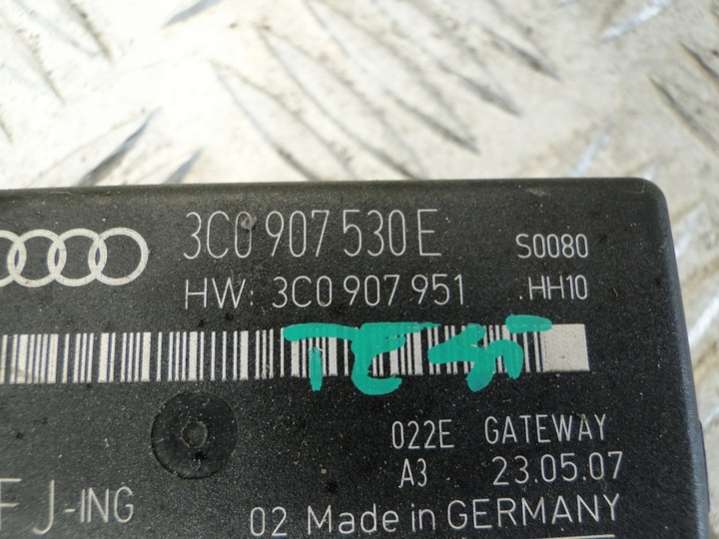 3C0 907 530 E S0080
HW: 3C0 907 951 .HH10
022E GATEWAY
A3 23.05.07
F J-ING
02 Made in GERMANY